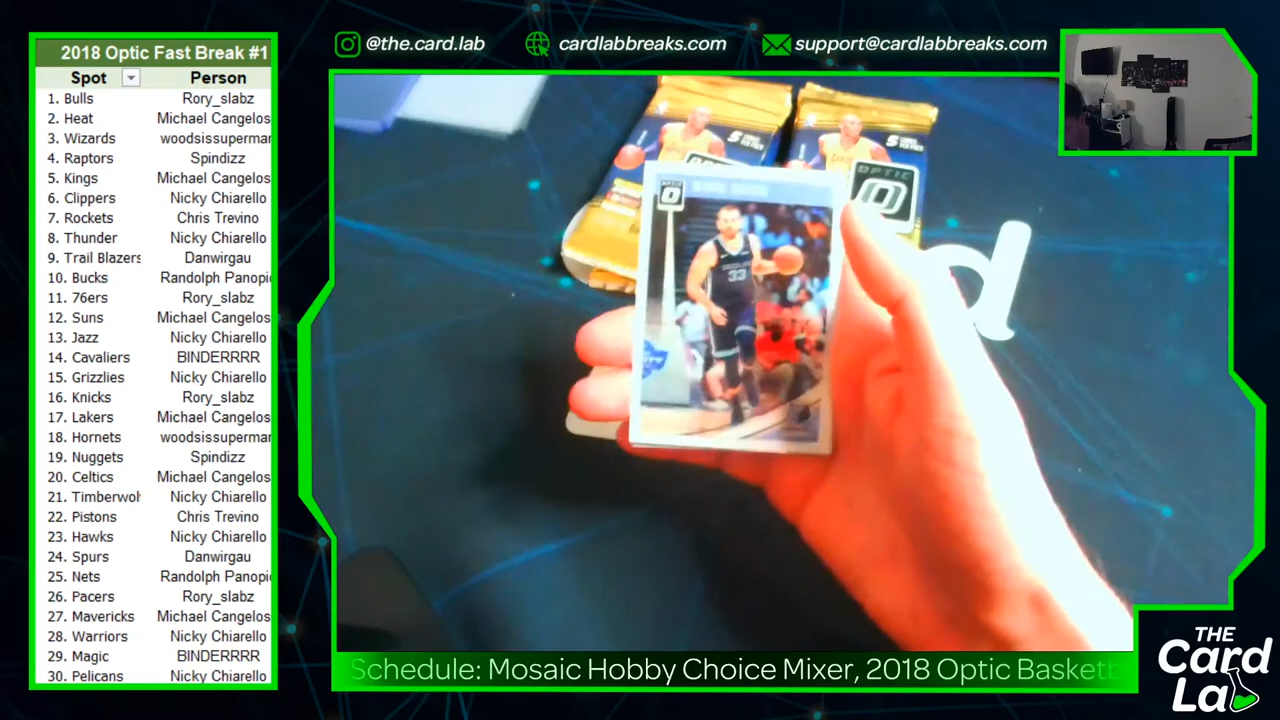 2018 Optic Fast Break #1
Spot Person
1. Bulls Rory_slabz
2. Heat Michael Cangelos
3. Wizards woodsissuperma
4. Raptors Spindizz
5. Kings Michael Cangelos
6. Clippers Nicky Chiarello
7. Rockets Chris Trevino
8. Thunder Nicky Chiarello
9. Trail Blazers Danwirgau
10. Bucks Randolph Panopi
11. 76ers Rory_slabz
12. Suns Michael Cangelos
13. Jazz Nicky Chiarello
14. Cavaliers BINDERRRR
15. Grizzlies Nicky Chiarello
16. Knicks Rory_slabz
17. Lakers Michael Cangelos
18. Hornets woodsissuperma
19. Nuggets Spindizz
20. Celtics Michael Cangelos
21. Timberwol Nicky Chiarello
22. Pistons Chris Trevino
23. Hawks Nicky Chiarello
24. Spurs Danwirgau
25. Nets Randolph Panopi
26. Pacers Rory_slabz
27. Mavericks Michael Cangelos
28. Warriors Nicky Chiarello
29. Magic BINDERRRR
30. Pelicans Nicky Chiarello
@the.card.lab
cardlabbreaks.com
support@cardlabbreaks.com
5
5
OPTIC
OPTIC
33
d
Schedule: Mosaic Hobby Choice Mixer, 2018 Optic Basketb
THE
Card
Lab